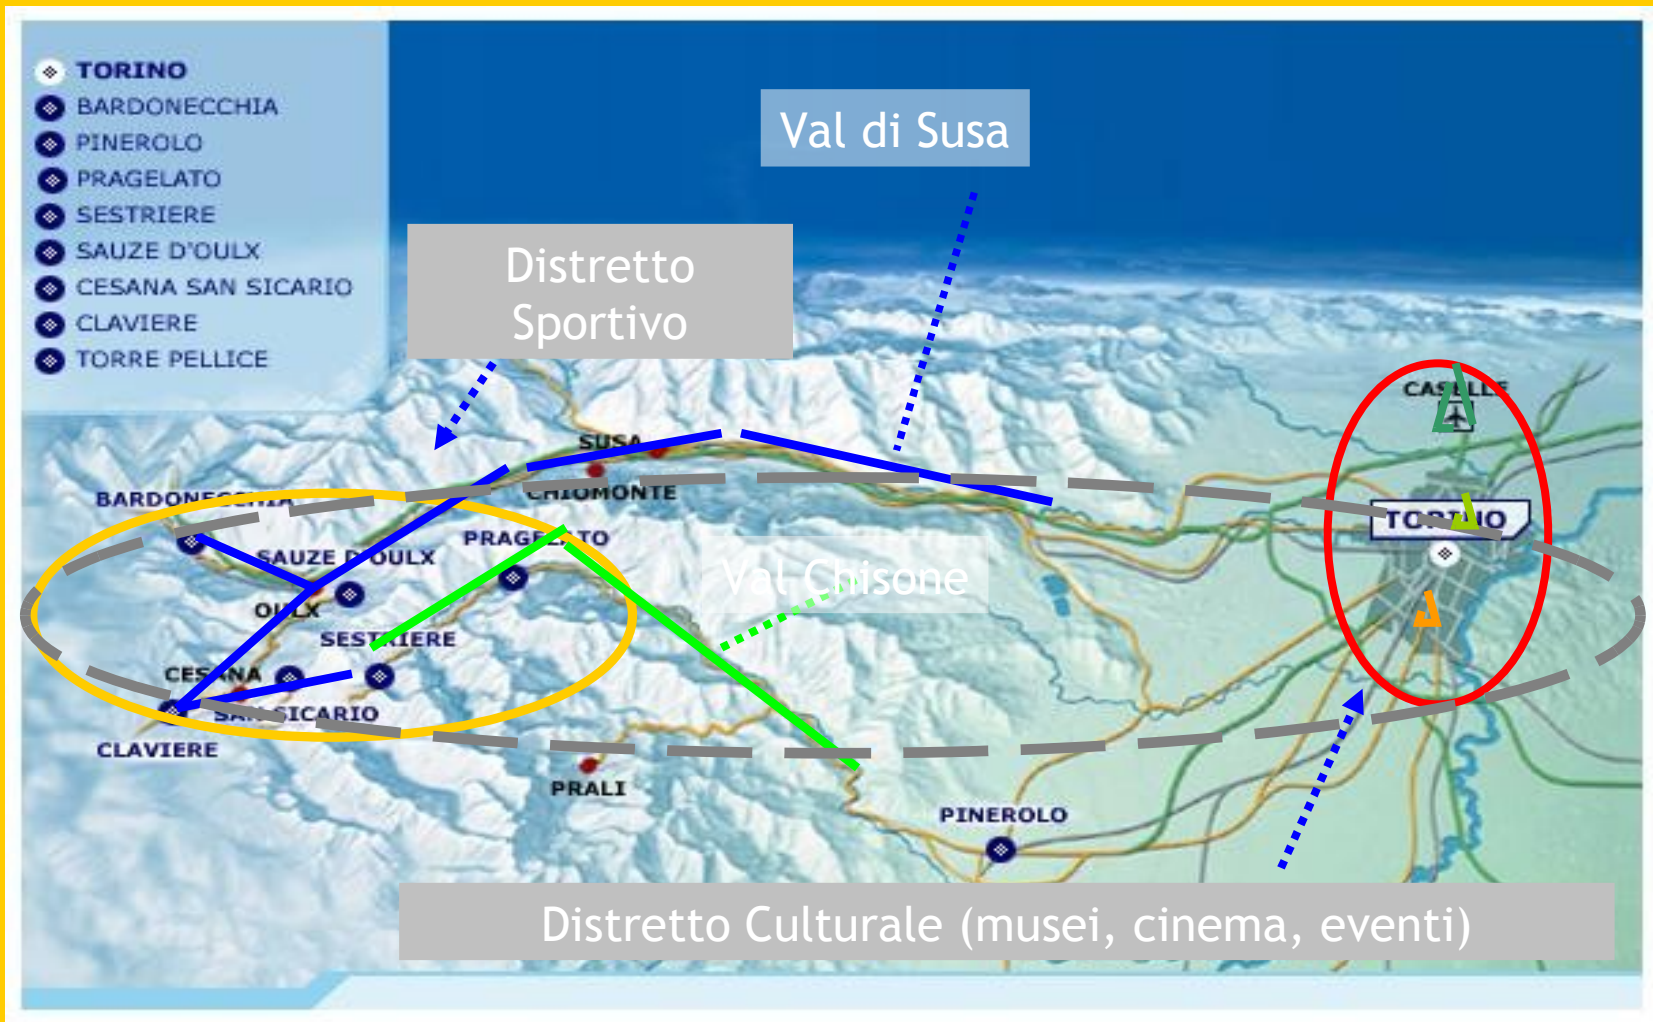 TORINO
BARDONECCHIA
PINEROLO
PRAGELATO
SESTRIERE
SAUZE D'OULX
CESANA SAN SICARIO
CLAVIERE
TORRE PELLICE
Val di Susa
Distretto
Sportivo
CASELLE
SUSA
CHIOMONTE
BARDONECCHIA
PRAGELATO
TORINO
SAUZE D'OULX
Val Chisone
OULX
SESTRIERE
CESANA
SAN SICARIO
CLAVIERE
PRALI
PINEROLO
Distretto Culturale (musei, cinema, eventi)